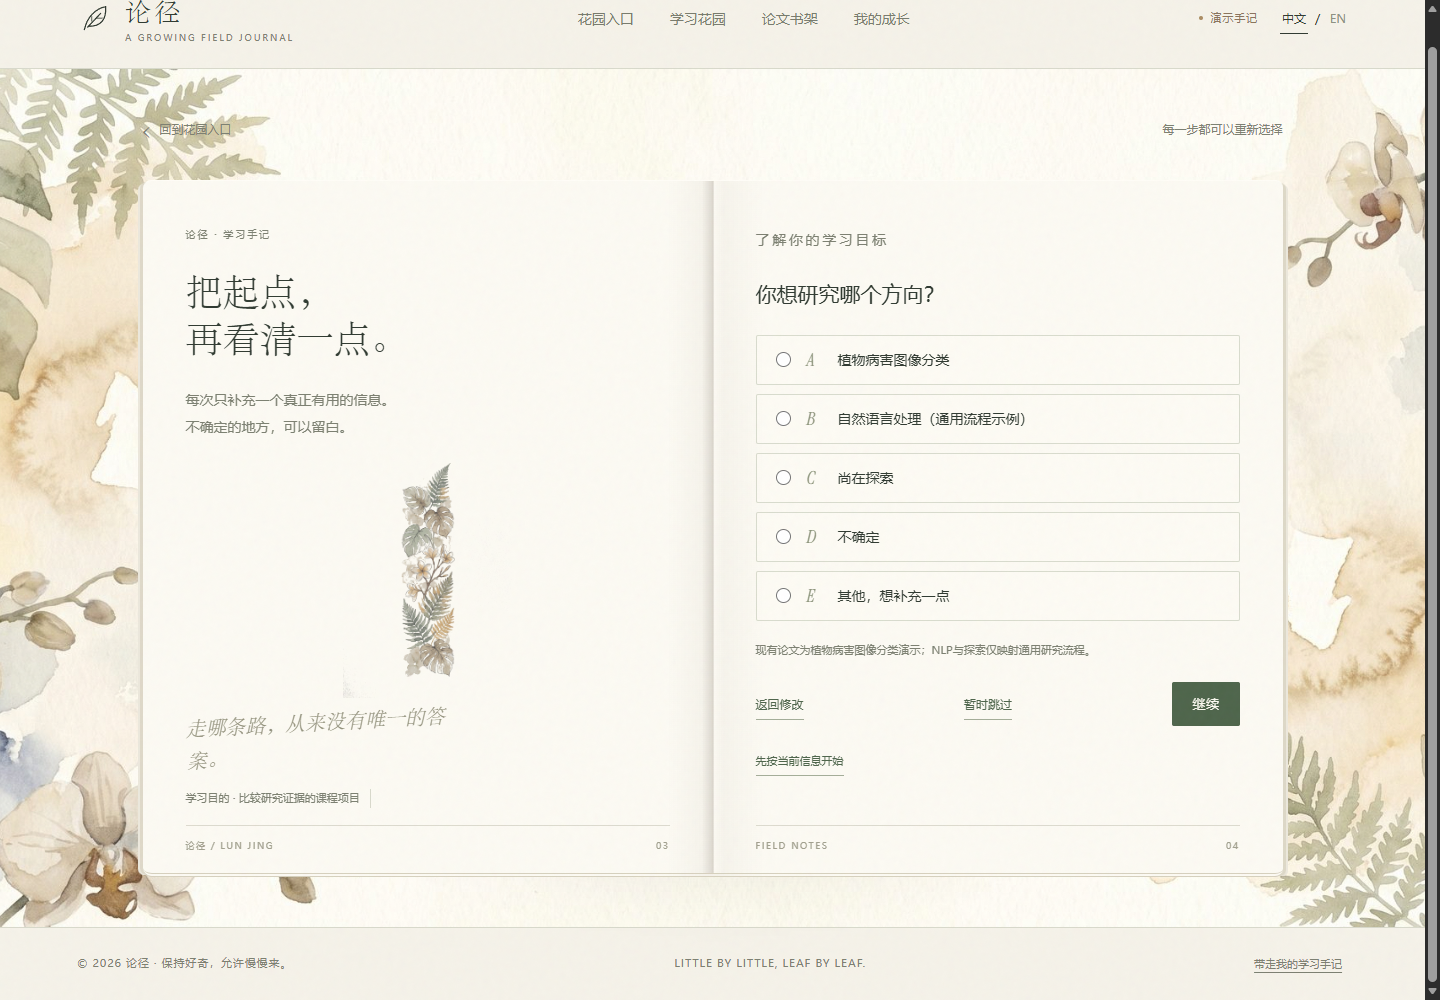 论径
A GROWING FIELD JOURNAL
花园入口
学习花园
论文书架
我的成长
演示手记
中文 / EN
回到花园入口
每一步都可以重新选择
论径 · 学习手记
把起点，
再看清一点。
每次只补充一个真正有用的信息。
不确定的地方，可以留白。
走哪条路，从来没有唯一的答
案。
学习目的 · 比较研究证据的课程项目
论径 / LUN JING
03
了解你的学习目标
你想研究哪个方向？
A 植物病害图像分类
B 自然语言处理（通用流程示例）
C 尚在探索
D 不确定
E 其他，想补充一点
现有论文为植物病害图像分类演示；NLP与探索仅映射通用研究流程。
返回修改
暂时跳过
继续
先按当前信息开始
FIELD NOTES
04
© 2026 论径 · 保持好奇，允许慢慢来。
LITTLE BY LITTLE, LEAF BY LEAF.
带走我的学习手记